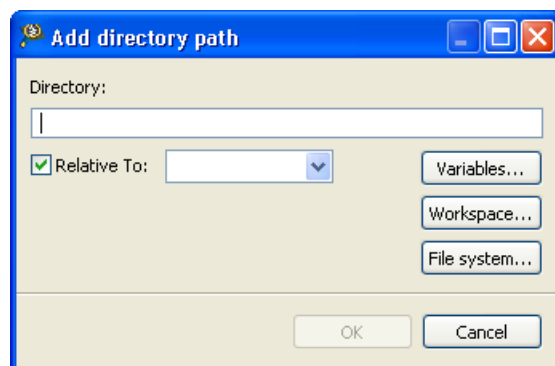 Add directory path
Directory:
Relative To:
Variables...
Workspace...
File system...
OK
Cancel